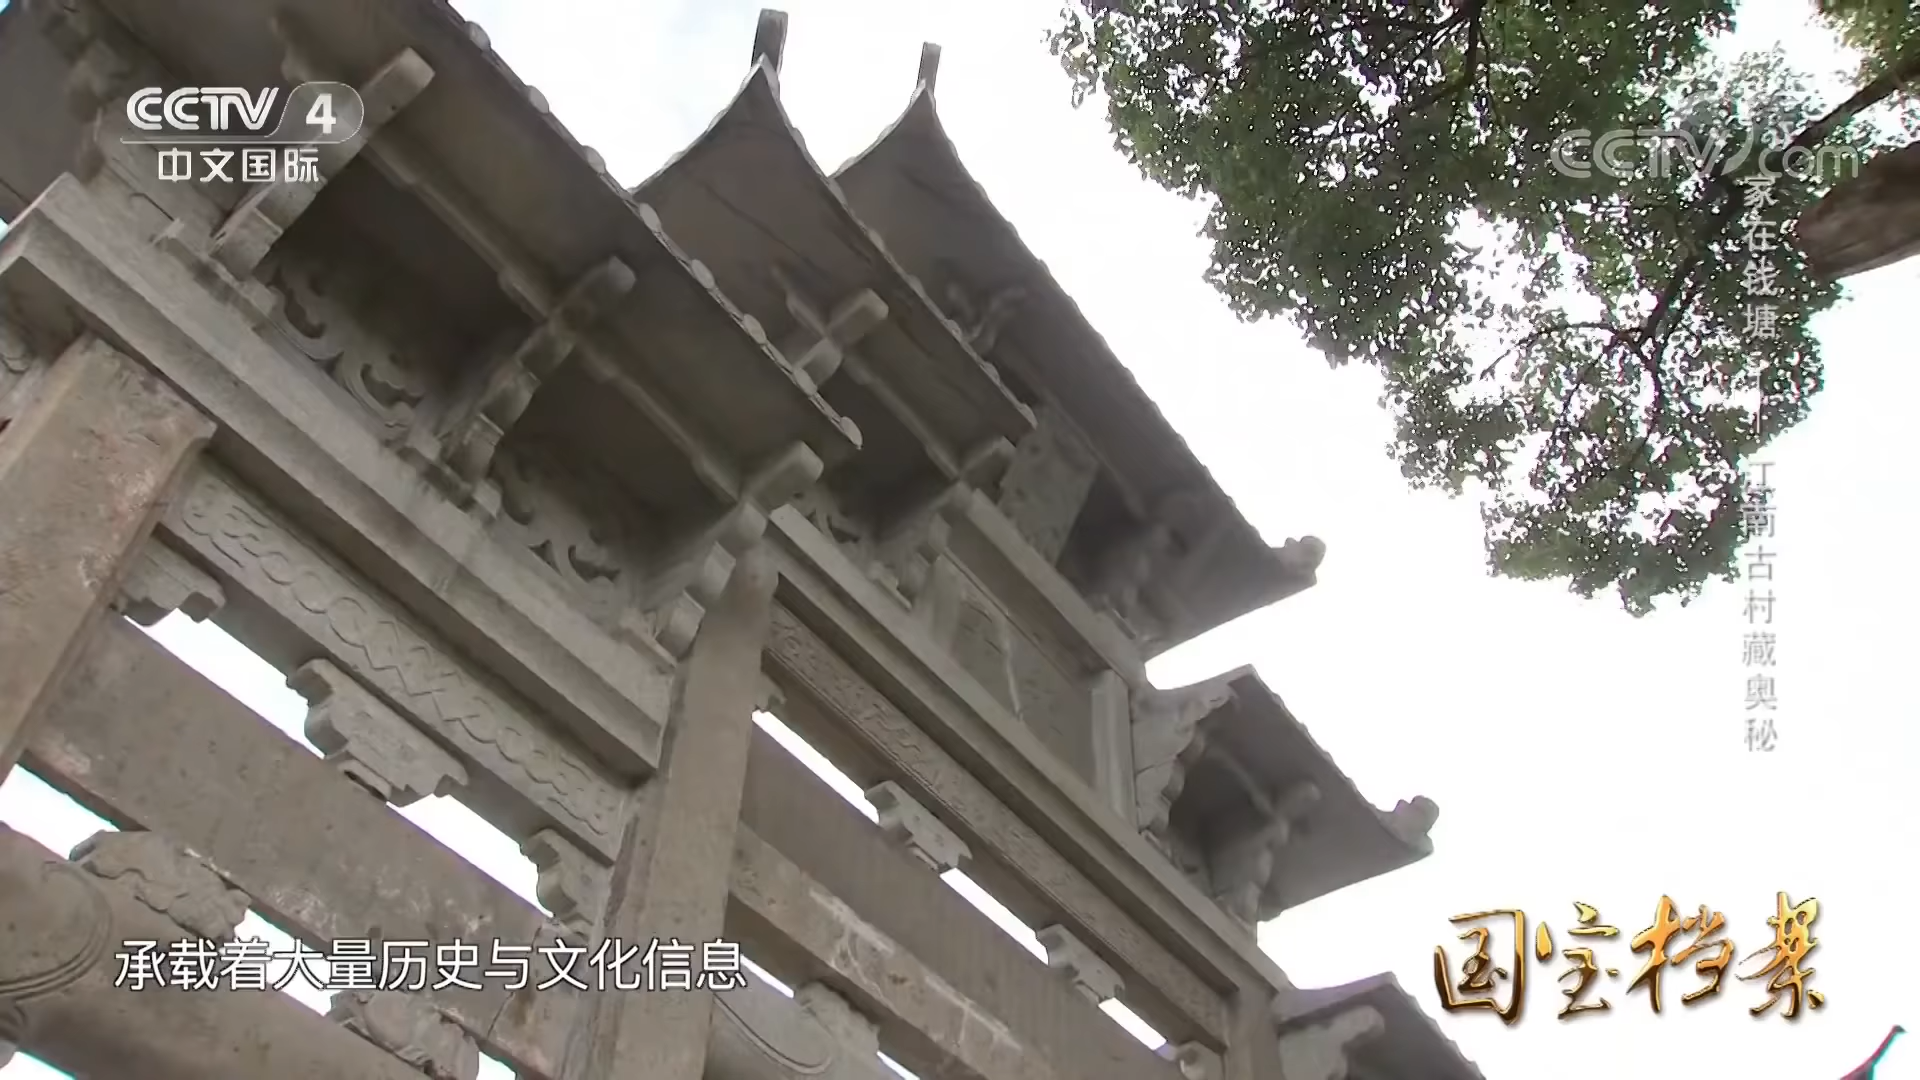 CCTV 4
中文国际
CCTV.com
家在钱塘——江南古村藏奥秘
承载着大量历史与文化信息
国宝档案